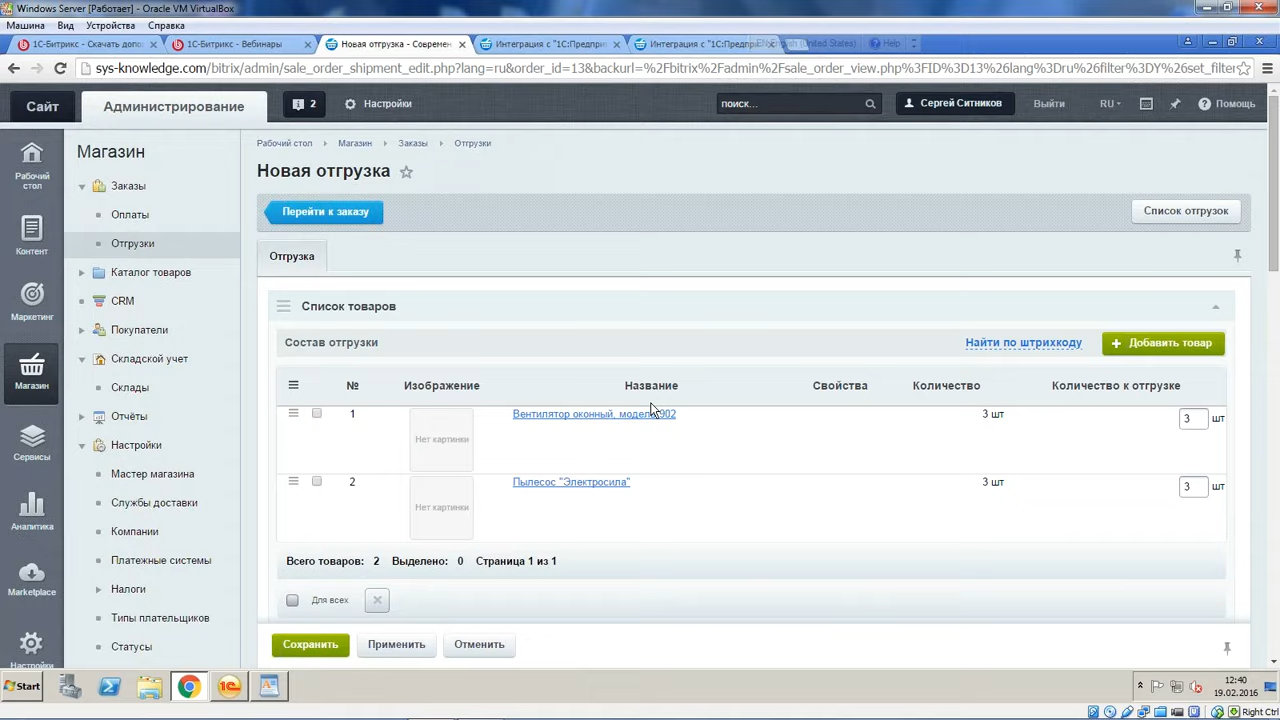 Windows Server [Работает] - Oracle VM VirtualBox
Машина Вид Устройства Справка
1С-Битрикс - Скачать допо
1С-Битрикс - Вебинары
Новая отгрузка - Современ
Интеграция с "1С:Предпри
Интеграция с "1С:Предпр
EN English (United States)
Help
sys-knowledge.com/bitrix/admin/sale_order_shipment_edit.php?lang=ru&order_id=13&backurl=%2Fbitrix%2Fadmin%2Fsale_order_view.php%3FID%3D13%26lang%3Dru%26filter%3DY%26set_filter
Сайт
Администрирование
2
Настройки
поиск...
Сергей Ситников
Выйти
RU
Помощь
Рабочий стол
Контент
Маркетинг
Магазин
Сервисы
Аналитика
Marketplace
Настройки
Магазин
Заказы
Оплаты
Отгрузки
Каталог товаров
CRM
Покупатели
Складской учет
Склады
Отчёты
Настройки
Мастер магазина
Службы доставки
Компании
Платежные системы
Налоги
Типы плательщиков
Статусы
Рабочий стол Магазин Заказы Отгрузки
Новая отгрузка
Перейти к заказу
Список отгрузок
Отгрузка
Список товаров
Состав отгрузки
Найти по штрихкоду
+ Добавить товар
№ Изображение Название Свойства Количество Количество к отгрузке
1 Нет картинки Вентилятор оконный, модель 902 3 шт 3 шт
2 Нет картинки Пылесос "Электросила" 3 шт 3 шт
Всего товаров: 2 Выделено: 0 Страница 1 из 1
Для всех
Сохранить Применить Отменить
Start
12:40
19.02.2016
Right Ctrl